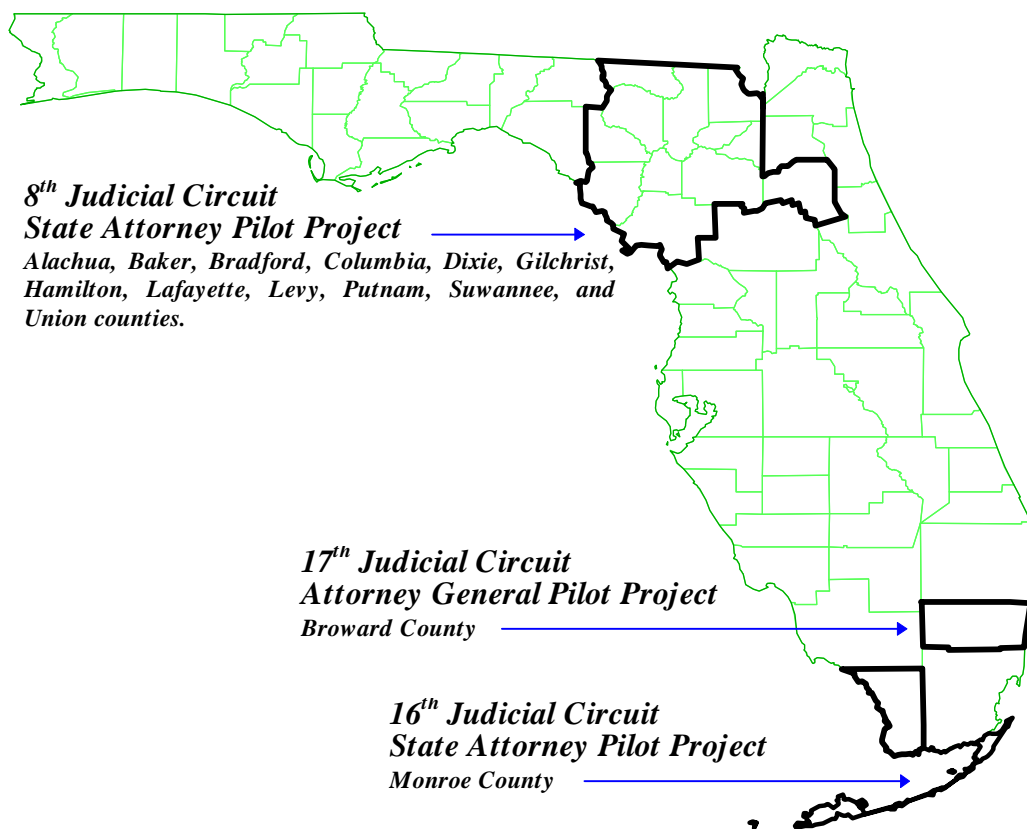 8th Judicial Circuit
State Attorney Pilot Project
Alachua, Baker, Bradford, Columbia, Dixie, Gilchrist,
Hamilton, Lafayette, Levy, Putnam, Suwannee, and
Union counties.
17th Judicial Circuit
Attorney General Pilot Project
Broward County
16th Judicial Circuit
State Attorney Pilot Project
Monroe County